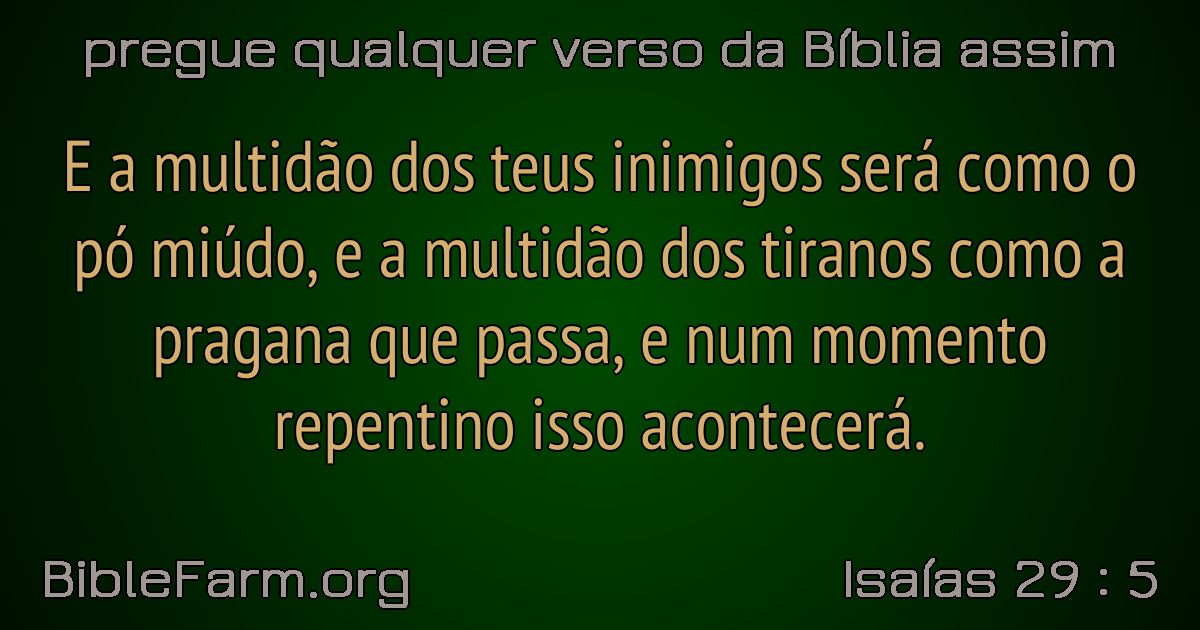 pregue qualquer verso da Bíblia assim
E a multidão dos teus inimigos será como o
pó miúdo, e a multidão dos tiranos como a
pragana que passa, e num momento
repentino isso acontecerá.
BibleFarm.org
Isaías 29 : 5